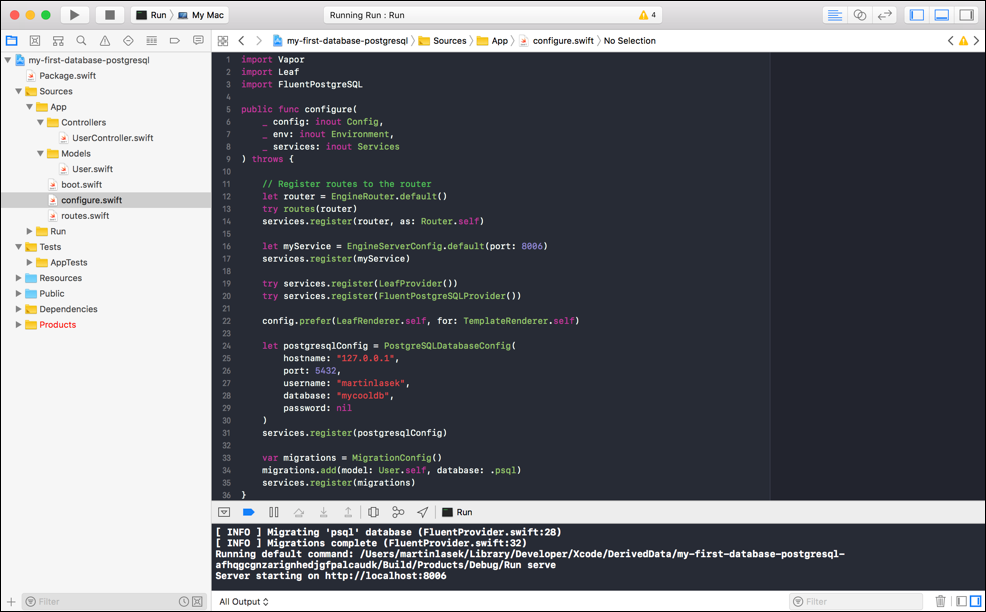 Run
My Mac
Running Run : Run
4
my-first-database-postgresql
Sources
App
configure.swift
No Selection
my-first-database-postgresql
Package.swift
Sources
App
Controllers
UserController.swift
Models
User.swift
boot.swift
configure.swift
routes.swift
Run
Tests
AppTests
Resources
Public
Dependencies
Products
1 import Vapor
2 import Leaf
3 import FluentPostgreSQL
4
5 public func configure(
6     _ config: inout Config,
7     _ env: inout Environment,
8     _ services: inout Services
9 ) throws {
10
11     // Register routes to the router
12     let router = EngineRouter.default()
13     try routes(router)
14     services.register(router, as: Router.self)
15
16     let myService = EngineServerConfig.default(port: 8006)
17     services.register(myService)
18
19     try services.register(LeafProvider())
20     try services.register(FluentPostgreSQLProvider())
21
22     config.prefer(LeafRenderer.self, for: TemplateRenderer.self)
23
24     let postgresqlConfig = PostgreSQLDatabaseConfig(
25         hostname: "127.0.0.1",
26         port: 5432,
27         username: "martinlasek",
28         database: "mycooldb",
29         password: nil
30     )
31     services.register(postgresqlConfig)
32
33     var migrations = MigrationConfig()
34     migrations.add(model: User.self, database: .psql)
35     services.register(migrations)
36 }
Run
[ INFO ] Migrating 'psql' database (FluentProvider.swift:28)
[ INFO ] Migrations complete (FluentProvider.swift:32)
Running default command: /Users/martinlasek/Library/Developer/Xcode/DerivedData/my-first-database-postgresql-
afhqgcgnzarignhedjgfpalcaudk/Build/Products/Debug/Run serve
Server starting on http://localhost:8006
Filter
All Output
Filter